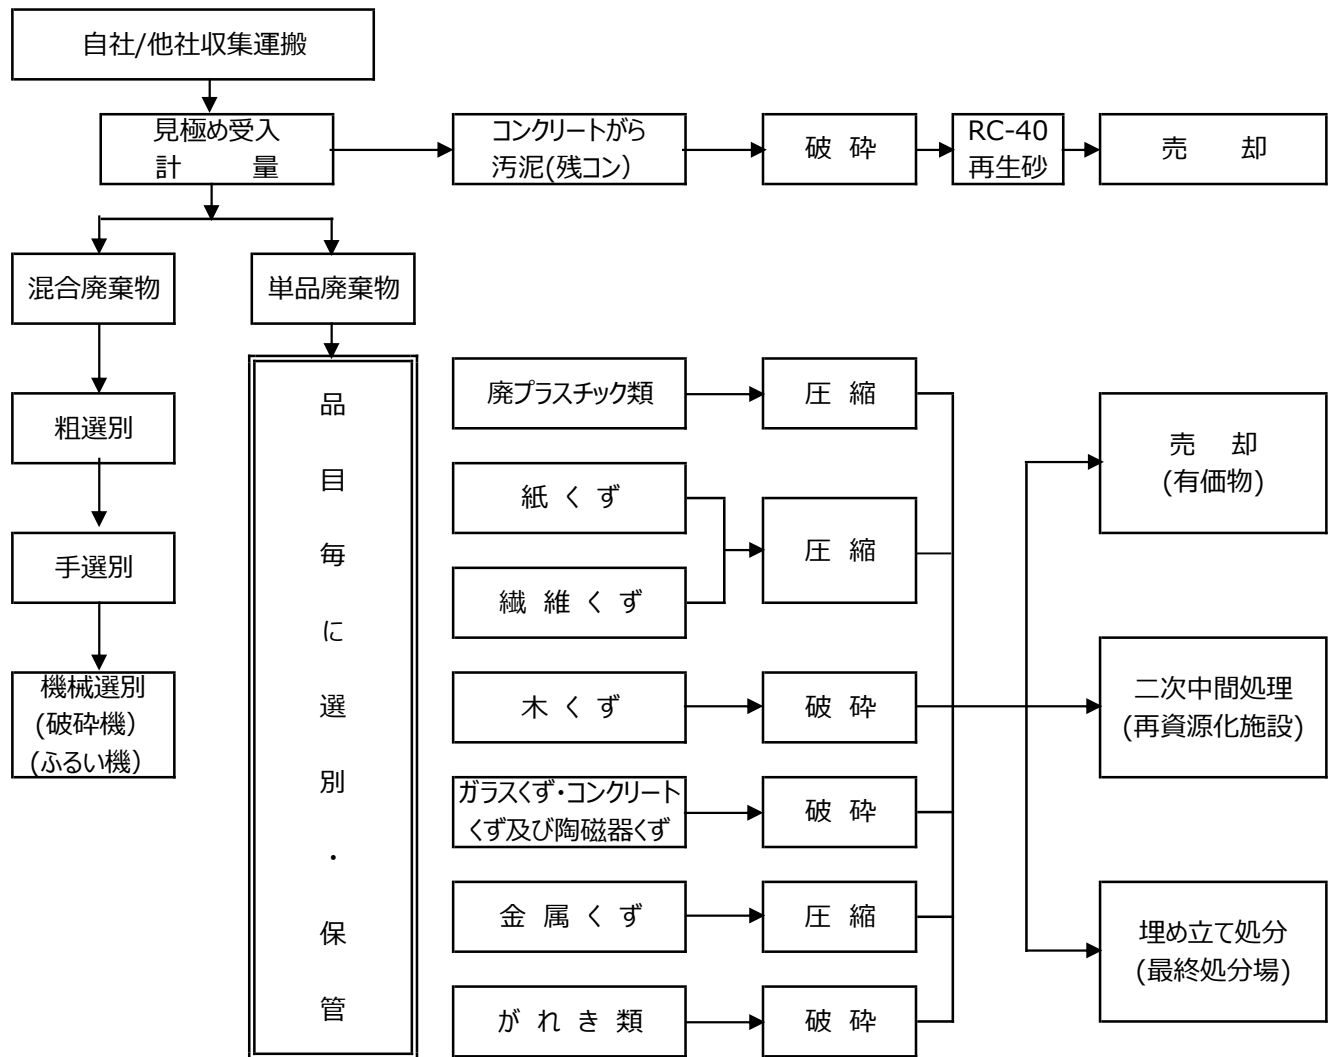 自社/他社収集運搬
見極め受入
計 量
コンクリートがら
汚泥(残コン)
破 砕
RC-40
再生砂
売 却
混合廃棄物
単品廃棄物
粗選別
手選別
機械選別
(破砕機)
(ふるい機)
品
目
毎
に
選
別
・
保
管
廃プラスチック類
圧 縮
紙 く ず
繊 維 く ず
圧 縮
木 く ず
破 砕
ガラスくず・コンクリート
くず及び陶磁器くず
破 砕
金 属 く ず
圧 縮
が れ き 類
破 砕
売 却
(有価物)
二次中間処理
(再資源化施設)
埋め立て処分
(最終処分場)